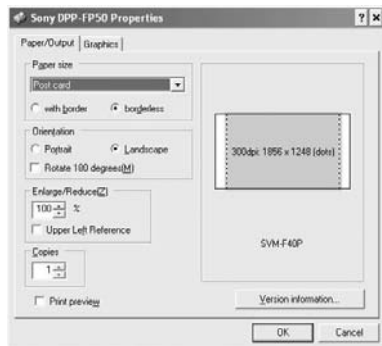 Sony DPP-FP50 Properties
Paper/Output
Graphics
Paper size
Post card
with border
borderless
Orientation
Portrait
Landscape
Rotate 180 degrees(M)
Enlarge/Reduce(Z)
100 %
Upper Left Reference
Copies
1
Print preview
300dpi: 1856 x 1248 (dots)
SVM-F40P
Version information...
OK
Cancel